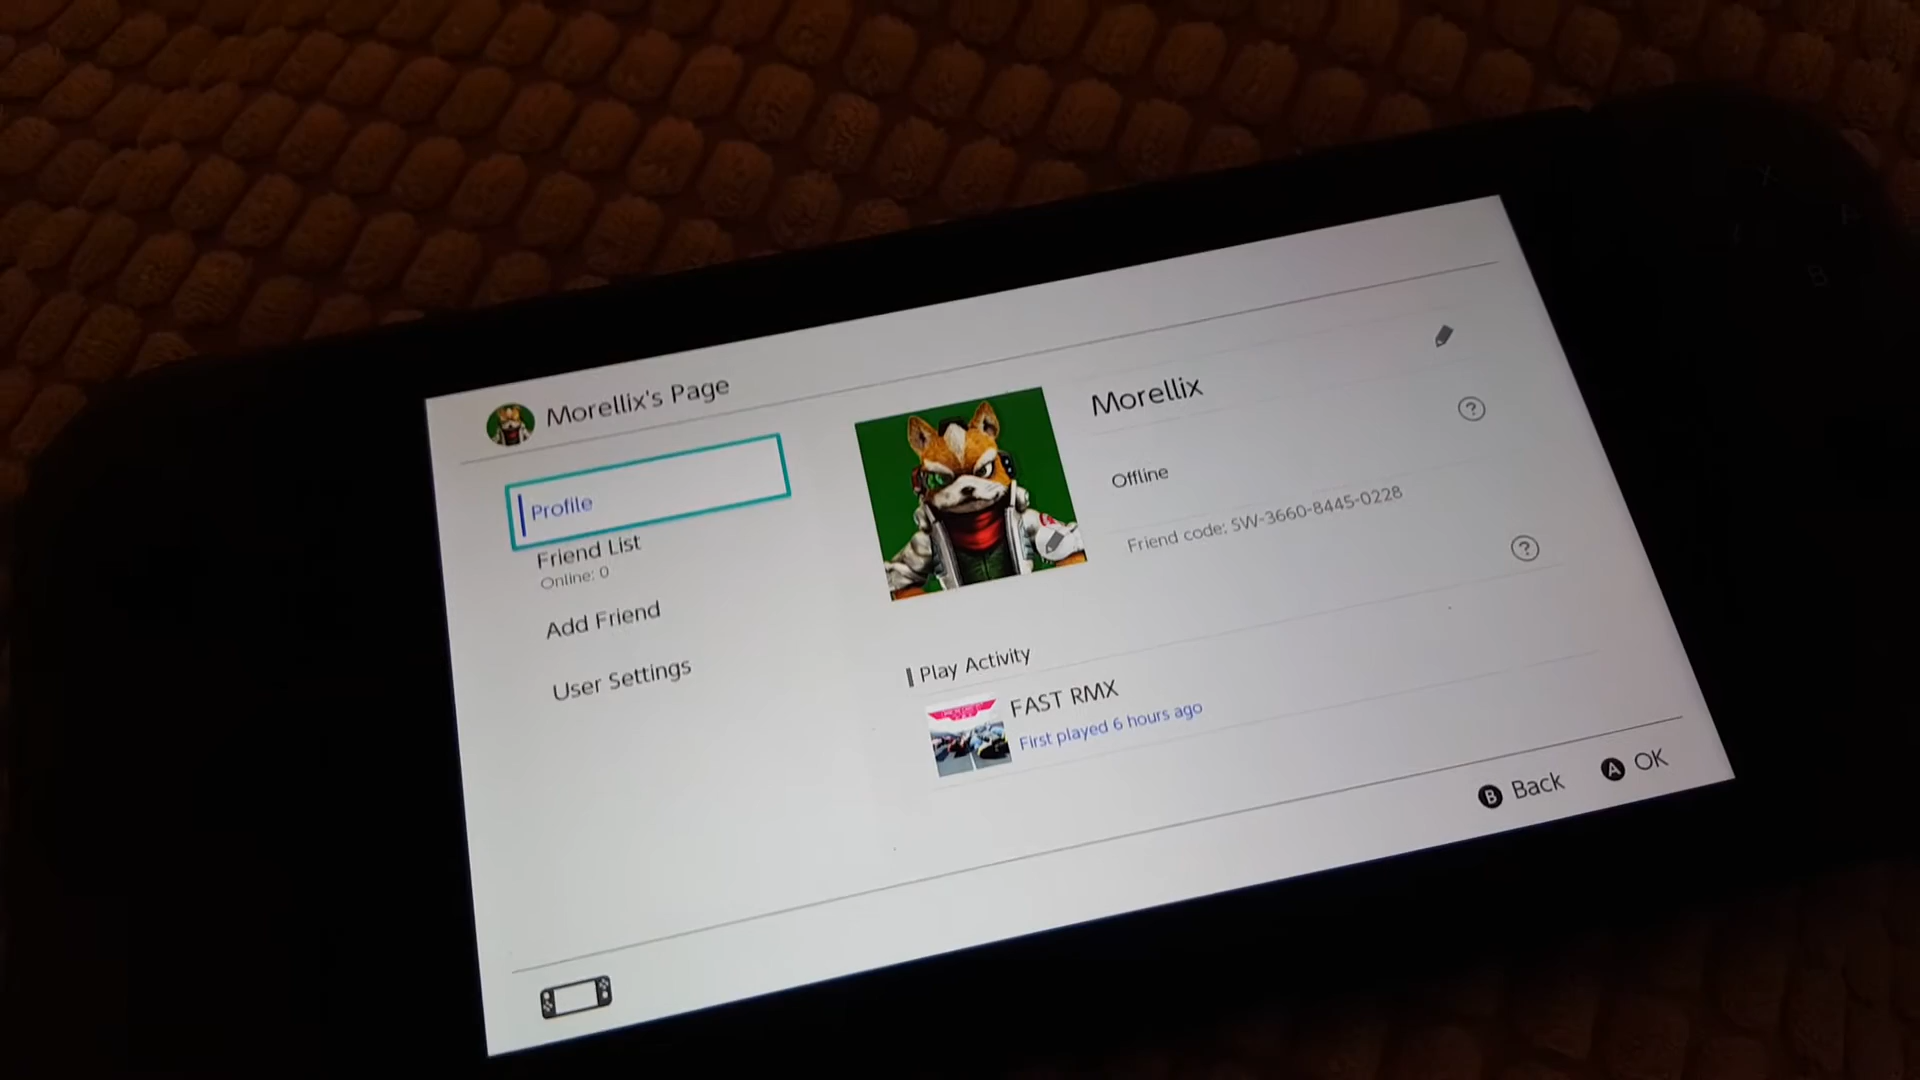 Morellix's Page
Profile
Friend List
Online: 0
Add Friend
User Settings
Morellix
Offline
Friend code: SW-3660-8445-0228
Play Activity
FAST RMX
First played 6 hours ago
B Back
A OK
Y
B